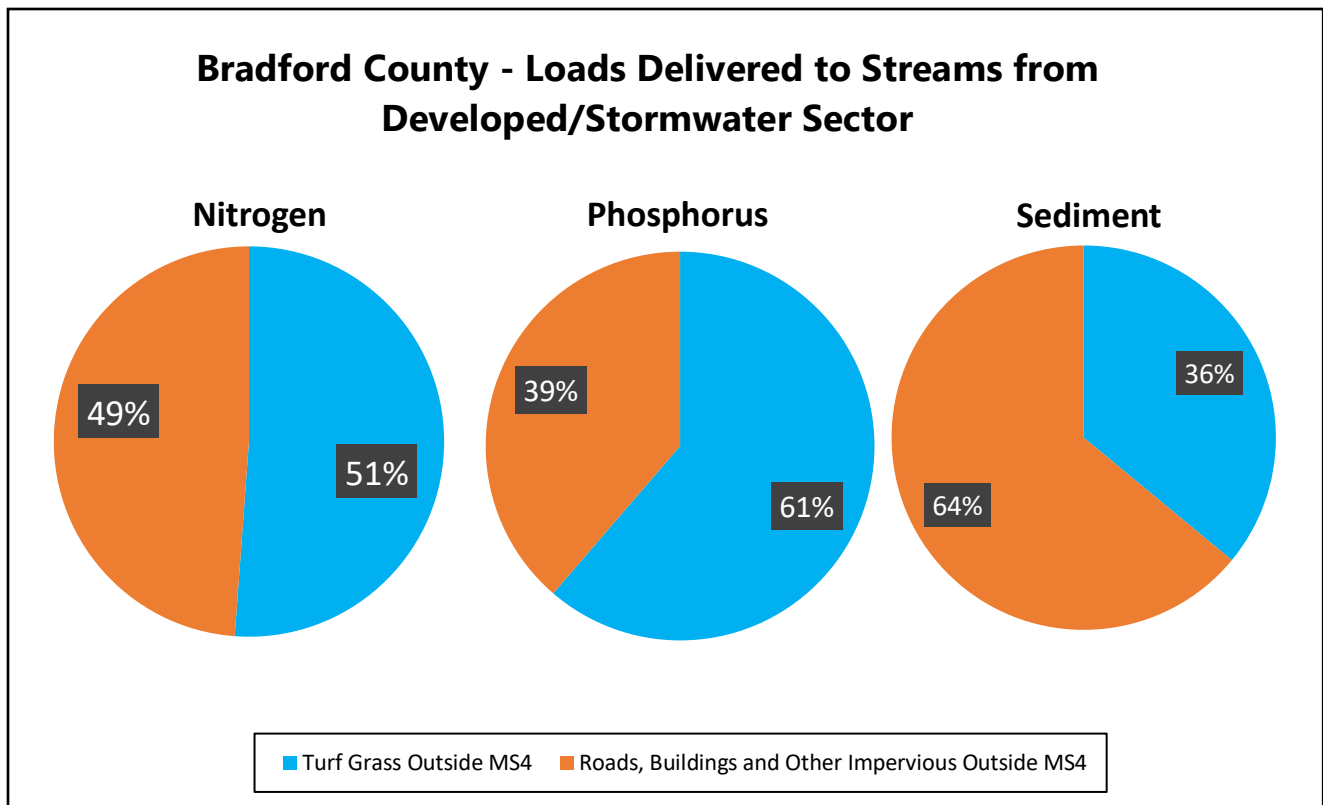 Bradford County - Loads Delivered to Streams from
Developed/Stormwater Sector
Nitrogen
49%
51%
Phosphorus
39%
61%
Sediment
36%
64%
Turf Grass Outside MS4
Roads, Buildings and Other Impervious Outside MS4